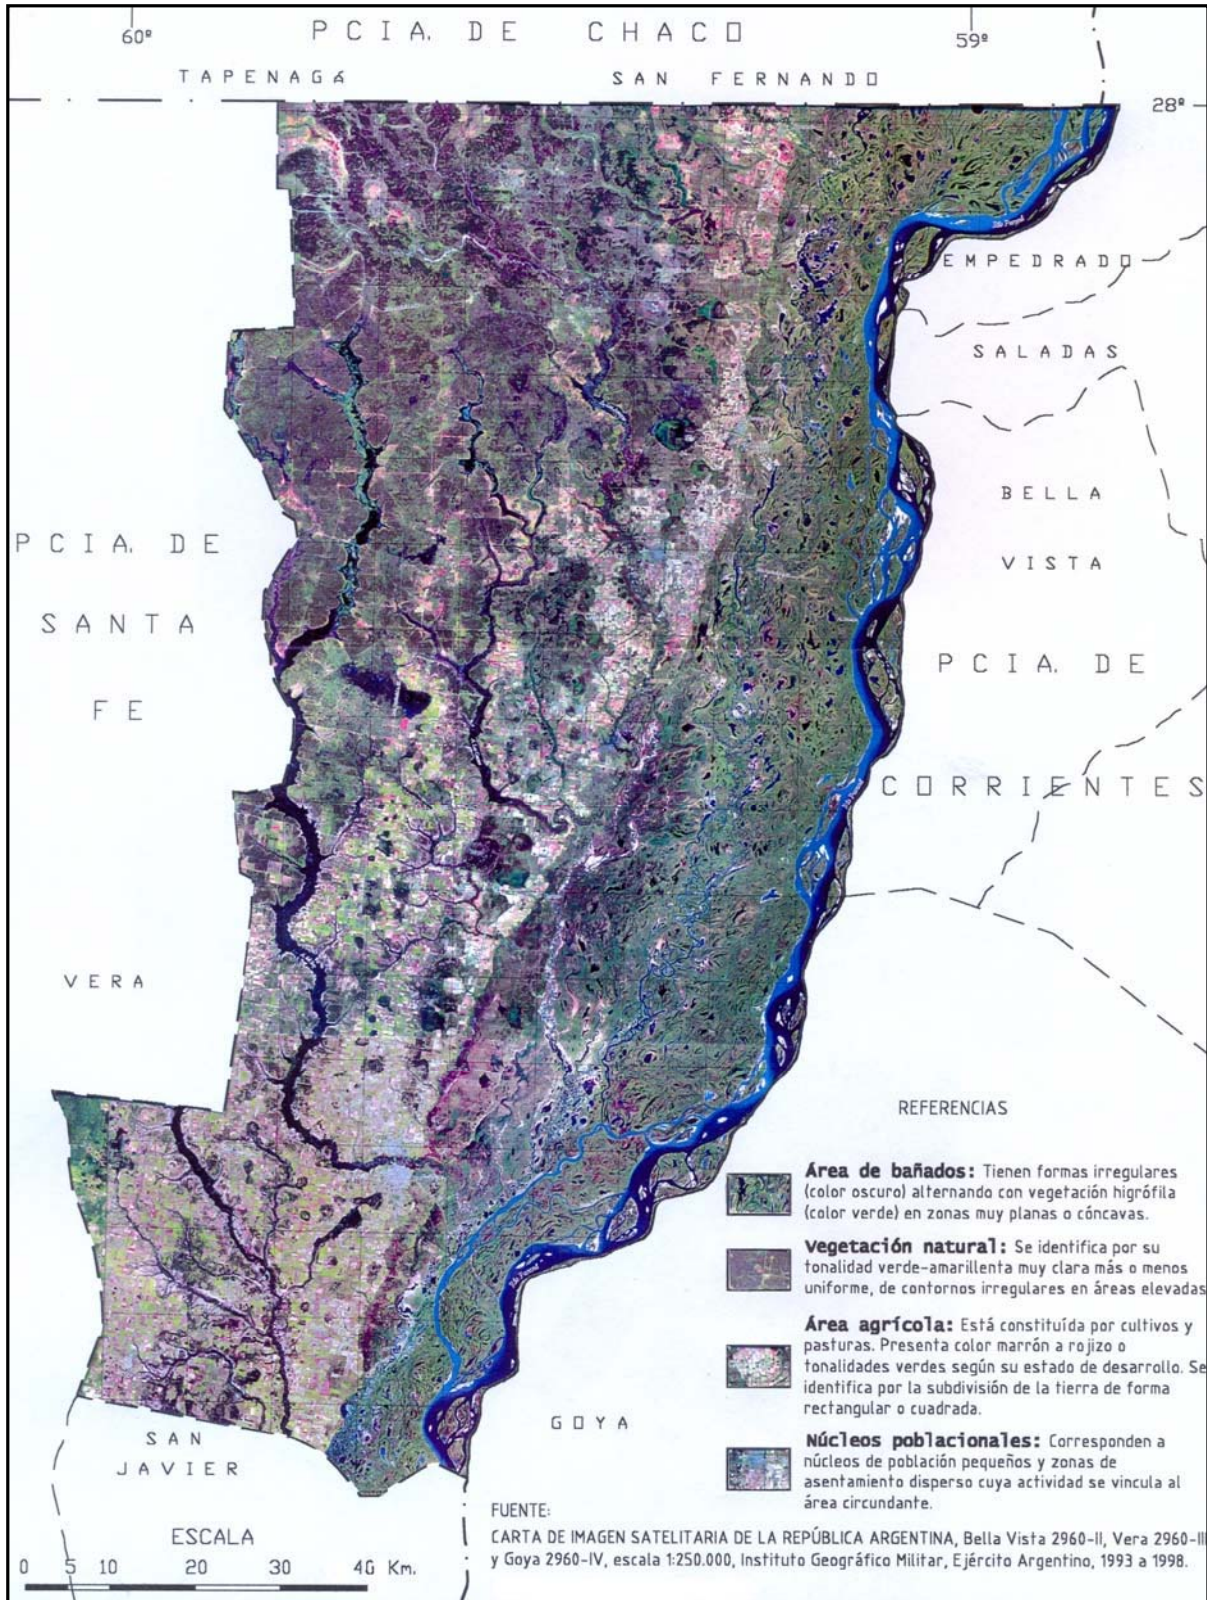 PCIA. DE CHACO
60º
59º
TAPENAGÁ
SAN FERNANDO
28º
Río Paraná
EMPEDRADO
SALADAS
BELLA
VISTA
PCIA. DE
SANTA
FE
PCIA. DE
CORRIENTES
Río Paraná
VERA
REFERENCIAS
Área de bañados: Tienen formas irregulares
(color oscuro) alternando con vegetación higrófila
(color verde) en zonas muy planas o cóncavas.
Vegetación natural: Se identifica por su
tonalidad verde-amarillenta muy clara más o menos
uniforme, de contornos irregulares en áreas elevadas
Área agrícola: Está constituída por cultivos y
pasturas. Presenta color marrón a rojizo o
tonalidades verdes según su estado de desarrollo. Se
identifica por la subdivisión de la tierra de forma
rectangular o cuadrada.
Núcleos poblacionales: Corresponden a
núcleos de población pequeños y zonas de
asentamiento disperso cuya actividad se vincula al
área circundante.
Río Paraná
GOYA
SAN
JAVIER
ESCALA
0 5 10 20 30 40 Km.
FUENTE:
CARTA DE IMAGEN SATELITARIA DE LA REPÚBLICA ARGENTINA, Bella Vista 2960-II, Vera 2960-III
y Goya 2960-IV, escala 1:250.000, Instituto Geográfico Militar, Ejército Argentino, 1993 a 1998.